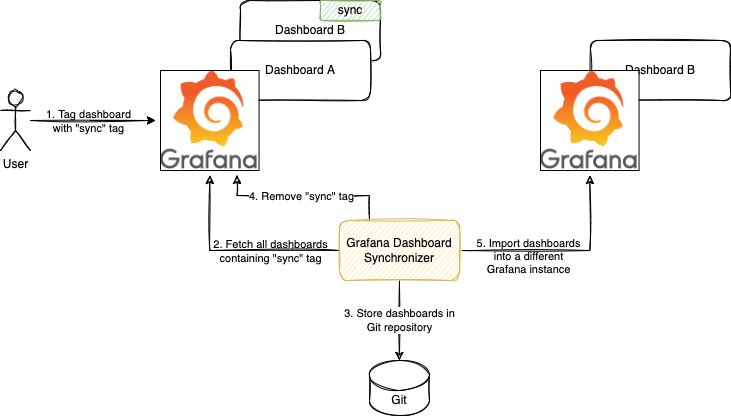 sync
Dashboard B
Dashboard A
Dashboard B
1. Tag dashboard
with "sync" tag
Grafana
Grafana
User
4. Remove "sync" tag
2. Fetch all dashboards
containing "sync" tag
Grafana Dashboard
Synchronizer
5. Import dashboards
into a different
Grafana instance
3. Store dashboards in
Git repository
Git